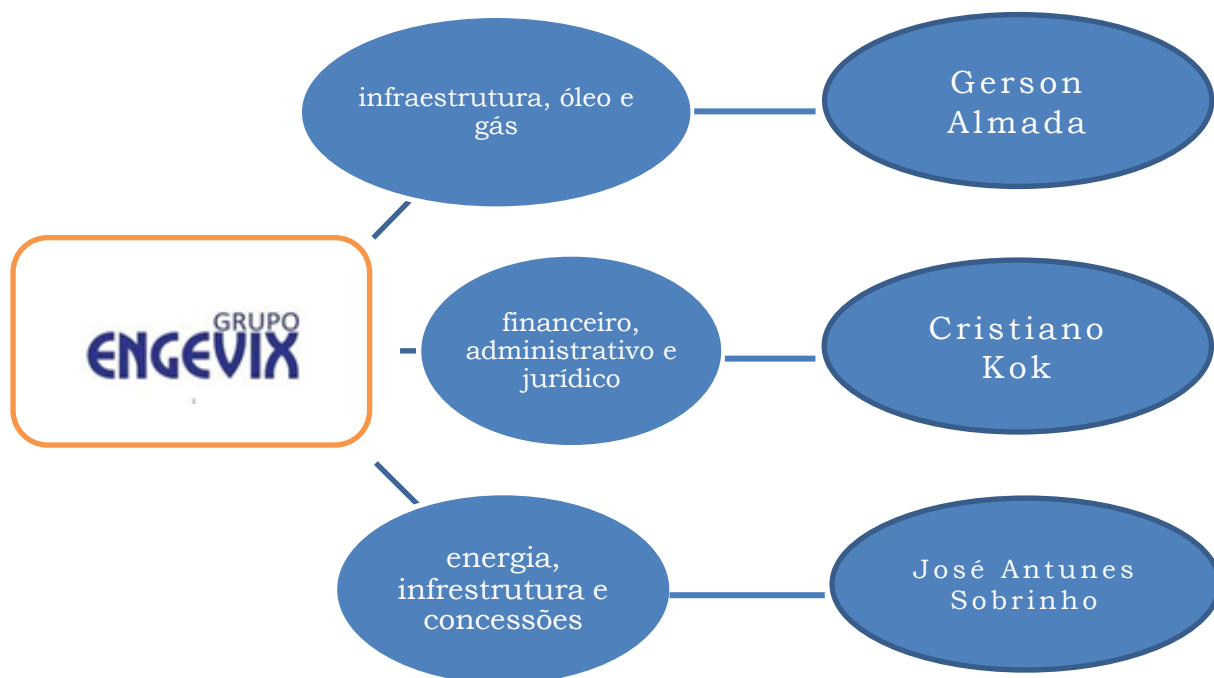 infraestrutura, óleo e
gás
Gerson
Almada
GRUPO
ENGEVIX
financeiro,
administrativo e
jurídico
Cristiano
Kok
energia,
infrestrutura e
concessões
José Antunes
Sobrinho